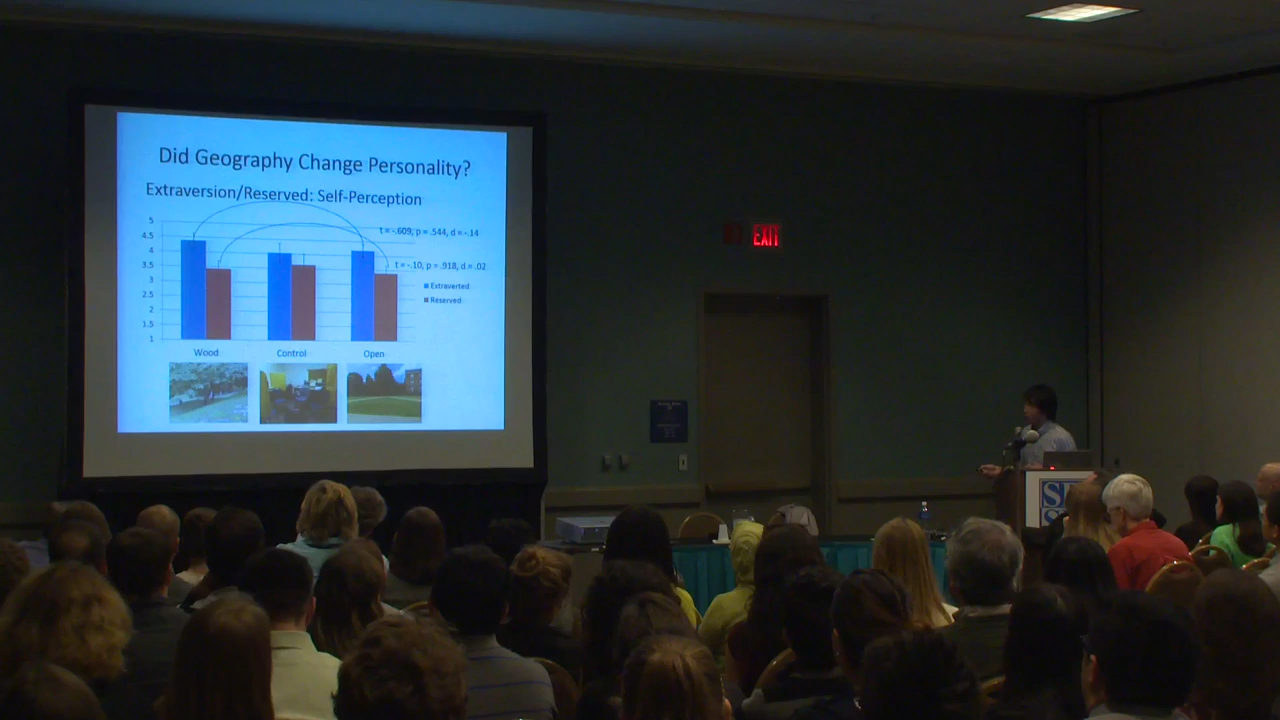 Did Geography Change Personality?
Extraversion/Reserved: Self-Perception
5
4.5
4
3.5
3
2.5
2
1.5
1
t = -.609, p = .544, d = -.14
t = -.10, p = .918, d = .02
Extraverted
Reserved
Wood Control Open
EXIT